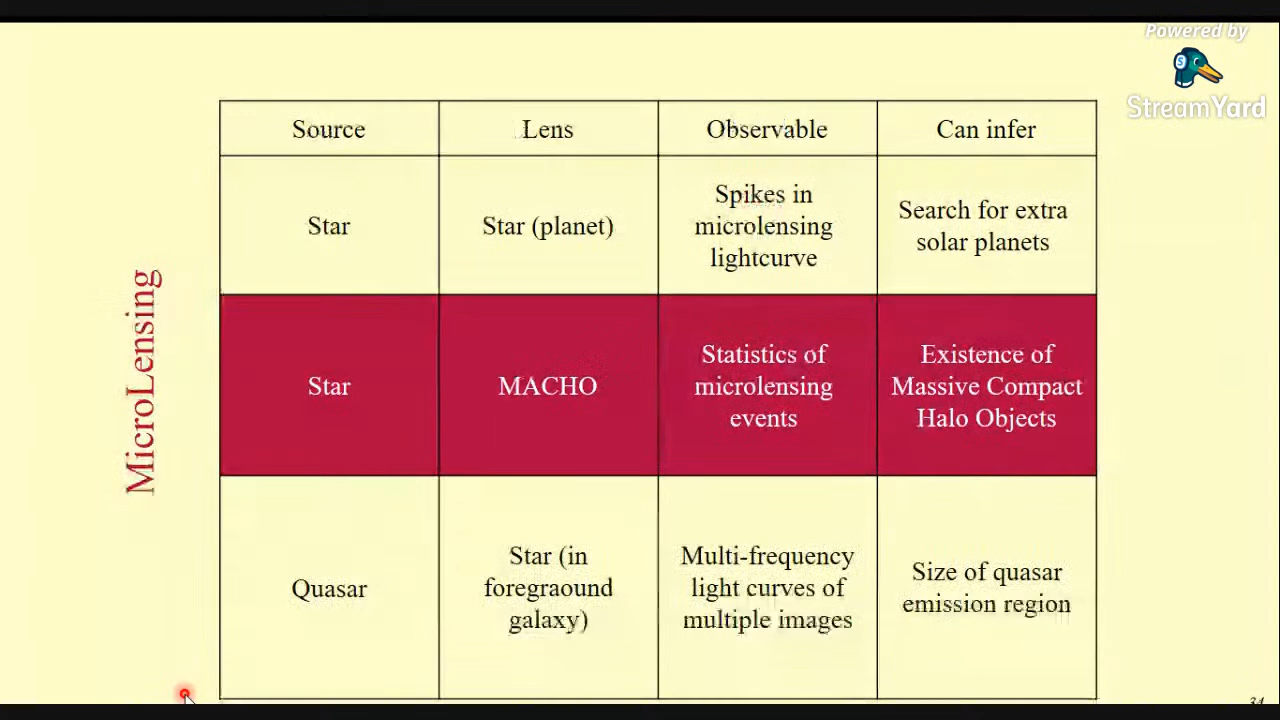 Powered by
StreamYard
Source
Lens
Observable
Can infer
Star
Star (planet)
Spikes in
microlensing
lightcurve
Search for extra
solar planets
MicroLensing
Star
MACHO
Statistics of
microlensing
events
Existence of
Massive Compact
Halo Objects
Quasar
Star (in
foregraound
galaxy)
Multi-frequency
light curves of
multiple images
Size of quasar
emission region
34